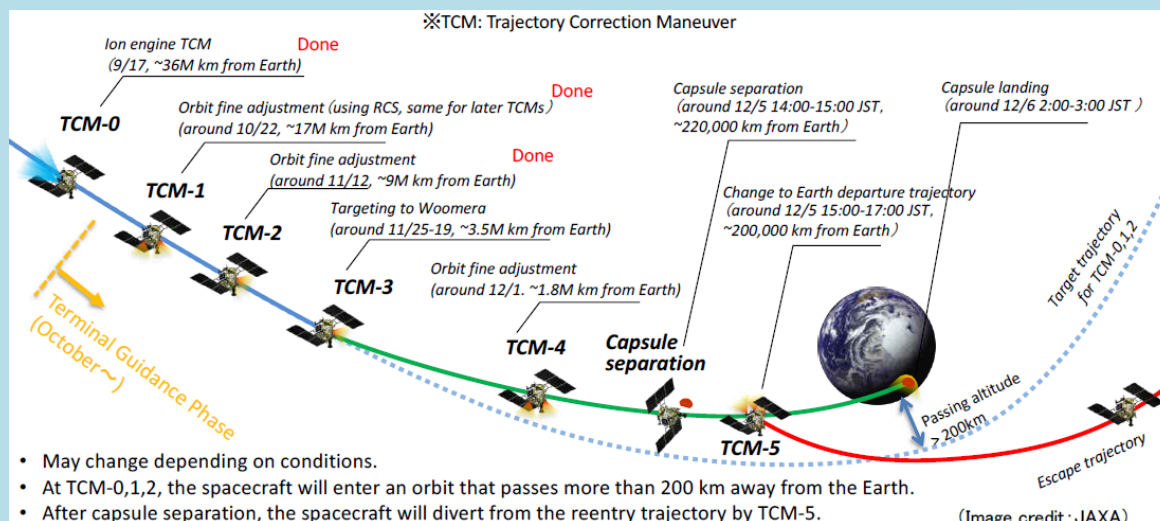 ※TCM: Trajectory Correction Maneuver
Ion engine TCM
Done
(9/17, ~36M km from Earth)
TCM-0
Orbit fine adjustment (using RCS, same for later TCMs)
Done
(around 10/22, ~17M km from Earth)
TCM-1
Orbit fine adjustment
Done
(around 11/12, ~9M km from Earth)
TCM-2
Targeting to Woomera
(around 11/25-19, ~3.5M km from Earth)
TCM-3
Orbit fine adjustment
(around 12/1. ~1.8M km from Earth)
TCM-4
Capsule separation
(around 12/5 14:00-15:00 JST,
~220,000 km from Earth)
Capsule
separation
Change to Earth departure trajectory
(around 12/5 15:00-17:00 JST,
~200,000 km from Earth)
TCM-5
Capsule landing
(around 12/6 2:00-3:00 JST)
Target trajectory
for TCM-0,1,2
Passing altitude
> 200km
Escape trajectory
Terminal Guidance Phase
(October~)
• May change depending on conditions.
• At TCM-0,1,2, the spacecraft will enter an orbit that passes more than 200 km away from the Earth.
• After capsule separation, the spacecraft will divert from the reentry trajectory by TCM-5.
(Image credit: JAXA)